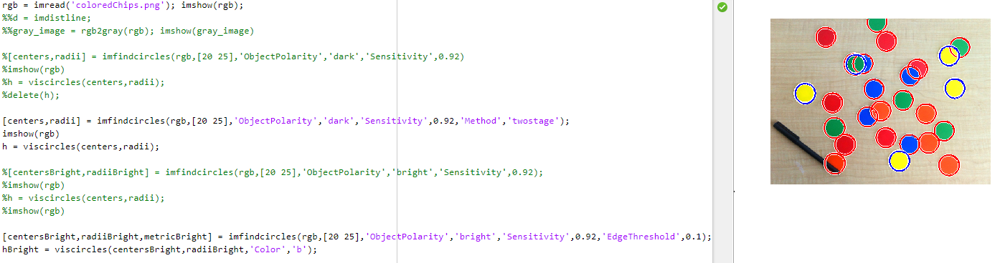 rgb = imread('coloredChips.png'); imshow(rgb);
%%d = imdistline;
%%gray_image = rgb2gray(rgb); imshow(gray_image)
%[centers,radii] = imfindcircles(rgb,[20 25],'ObjectPolarity','dark','Sensitivity',0.92)
%imshow(rgb)
%h = viscircles(centers,radii);
%delete(h);
[centers,radii] = imfindcircles(rgb,[20 25],'ObjectPolarity','dark','Sensitivity',0.92,'Method','twostage');
imshow(rgb)
h = viscircles(centers,radii);
%[centersBright,radiiBright] = imfindcircles(rgb,[20 25],'ObjectPolarity','bright','Sensitivity',0.92);
%imshow(rgb)
%h = viscircles(centers,radii);
%imshow(rgb)
[centersBright,radiiBright,metricBright] = imfindcircles(rgb,[20 25],'ObjectPolarity','bright','Sensitivity',0.92,'EdgeThreshold',0.1);
hBright = viscircles(centersBright,radiiBright,'Color','b');